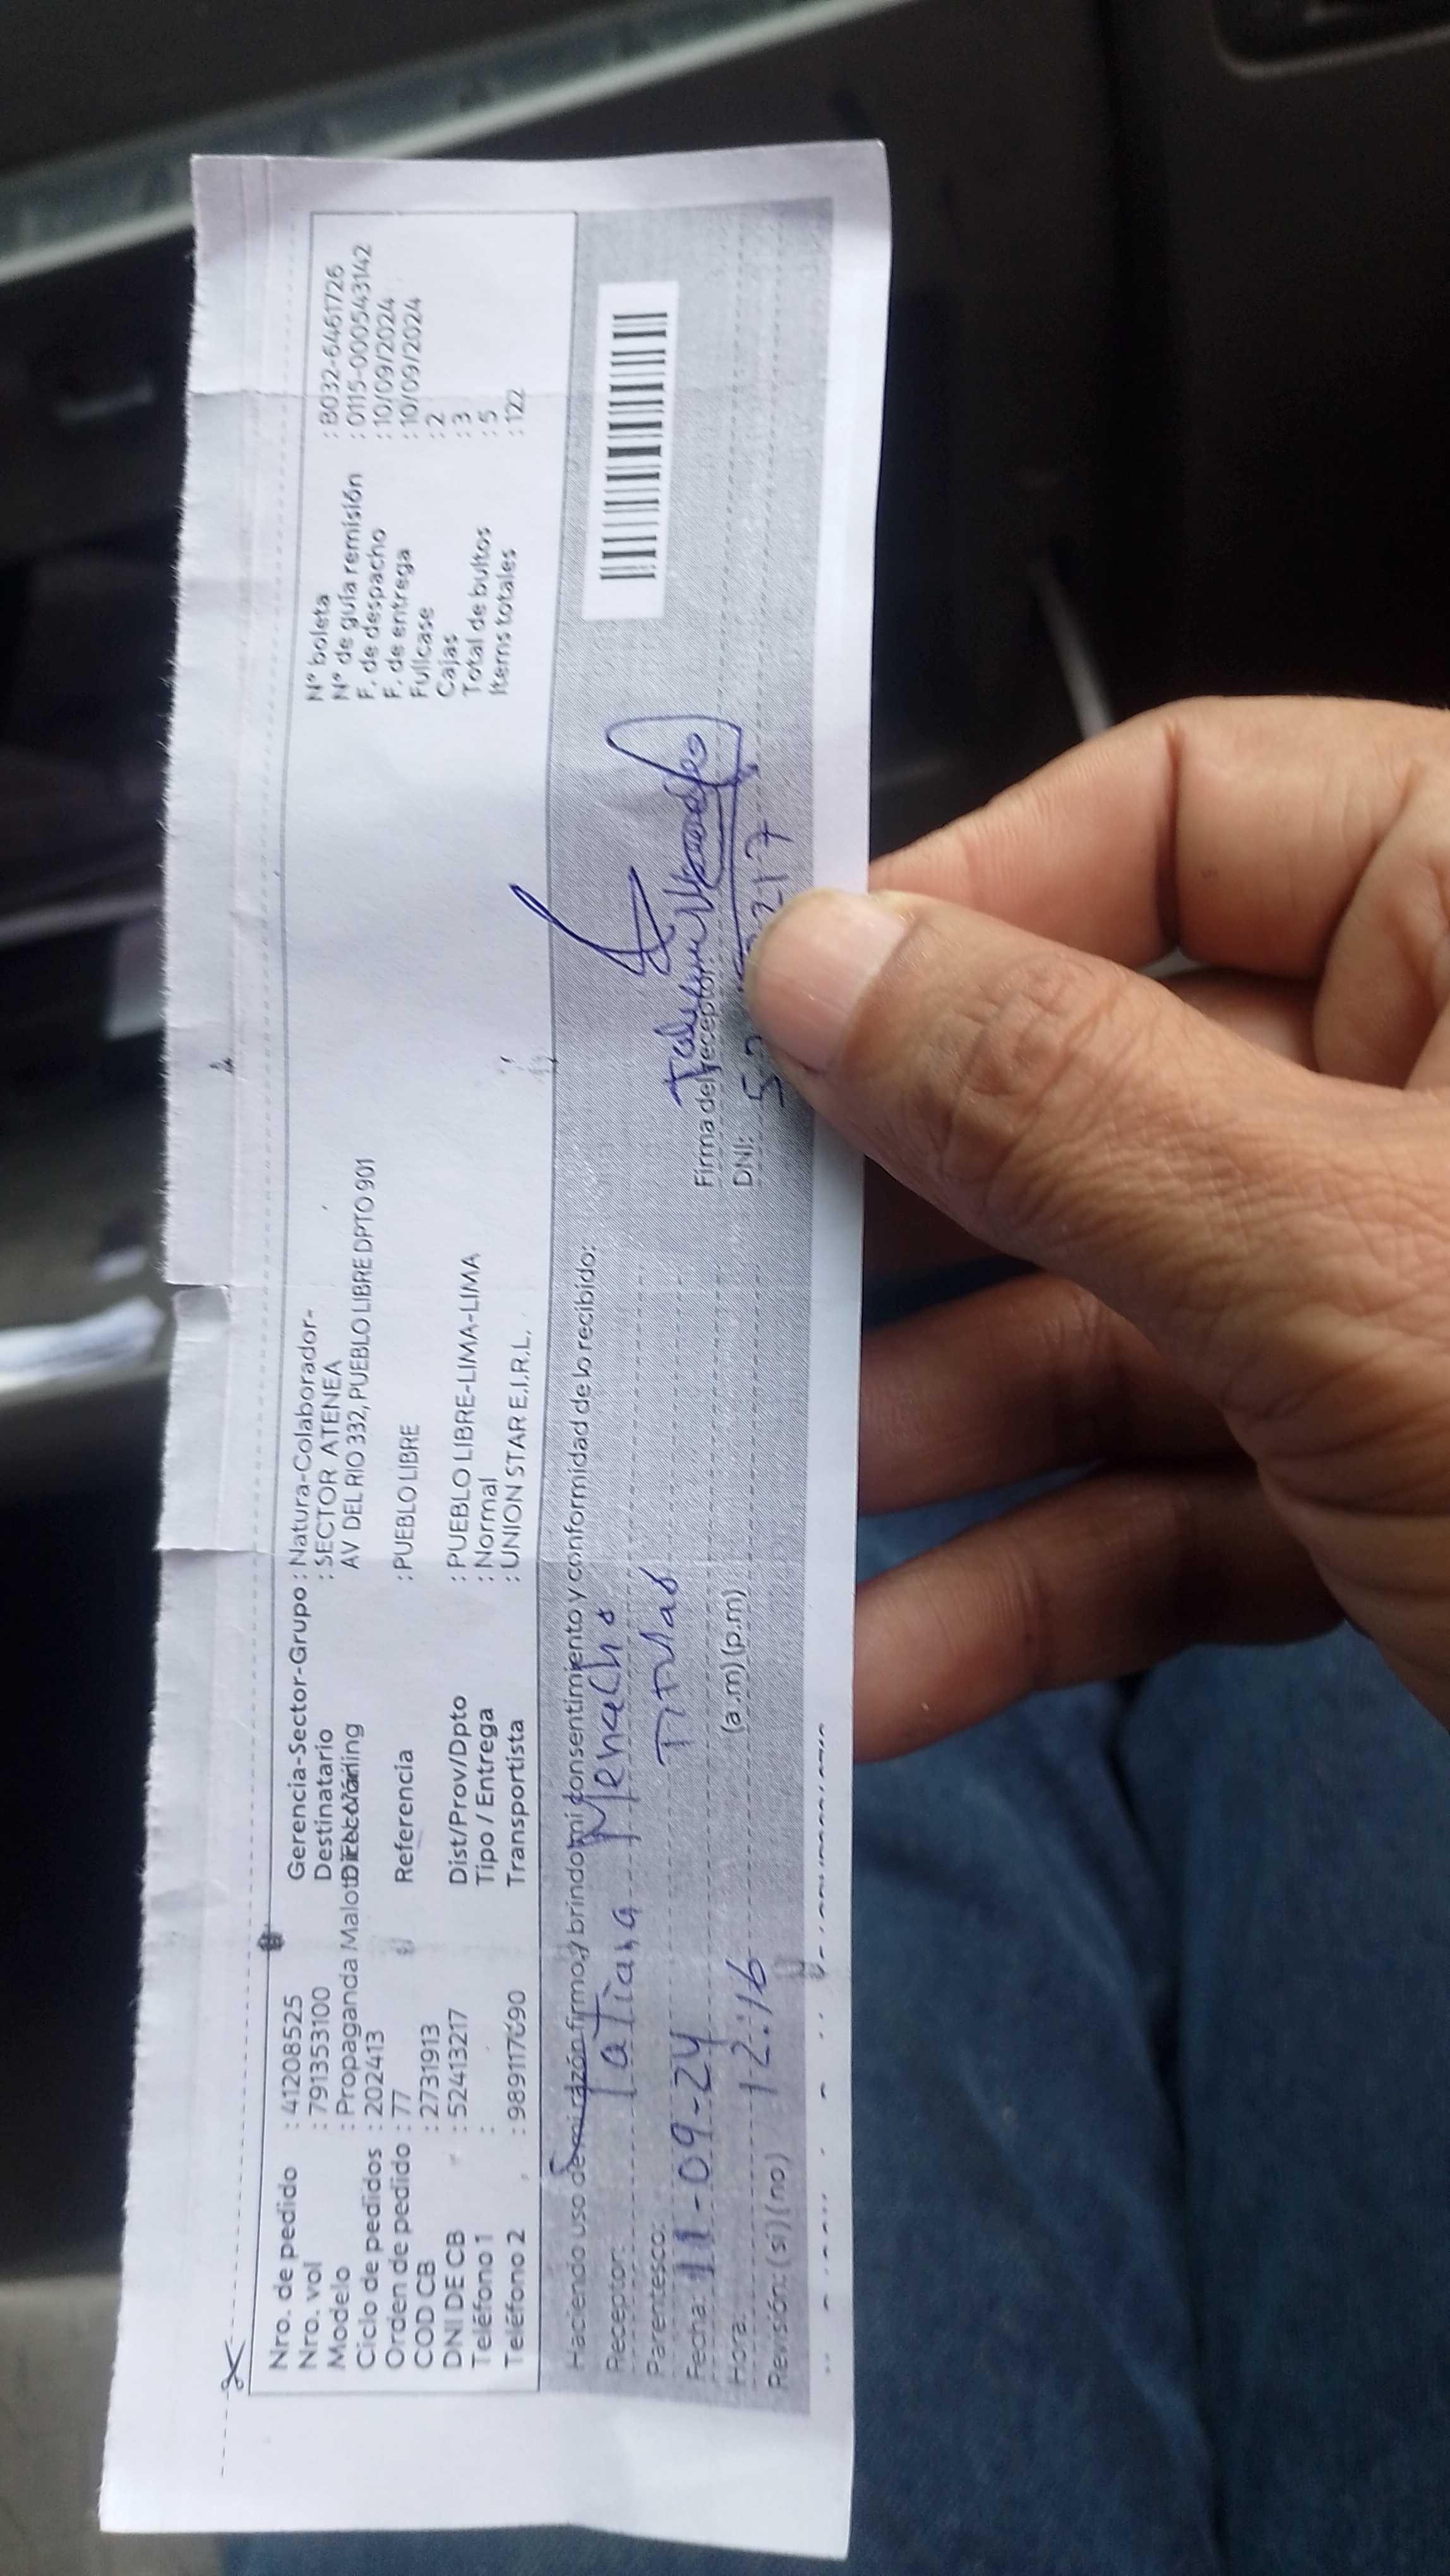 Nro. de pedido : 41208525
Nro. vol : 791353100
Modelo : Propaganda Malot
Ciclo de pedidos : 202413
Orden de pedido : 77
COD CB : 2731913
DNI DE CB : 52413217
Teléfono 1 :
Teléfono 2 : 989117090
Gerencia-Sector-Grupo : Natura-Colaborador-
Destinatario : SECTOR ATENEA
Dirección AV DEL RIO 332, PUEBLO LIBRE DPTO 901
Referencia : PUEBLO LIBRE
Dist/Prov/Dpto : PUEBLO LIBRE-LIMA-LIMA
Tipo / Entrega : Normal
Transportista : UNION STAR E.I.R.L.
N° boleta : B032-6461726
N° de guía remisión : 0115-000543142
F. de despacho : 10/09/2024
F. de entrega : 10/09/2024
Fullcase : 2
Cajas : 3
Total de bultos : 5
Items totales : 122
Haciendo uso de mi razón firmo y brindo mi consentimiento y conformidad de lo recibido:
Receptor: Tatiana Menacho
Parentesco: Titular
Fecha: 11-09-24
Hora: 12:16 (a.m) (p.m)
Revisión: (si) (no)
Firma del receptor
DNI: 5 217